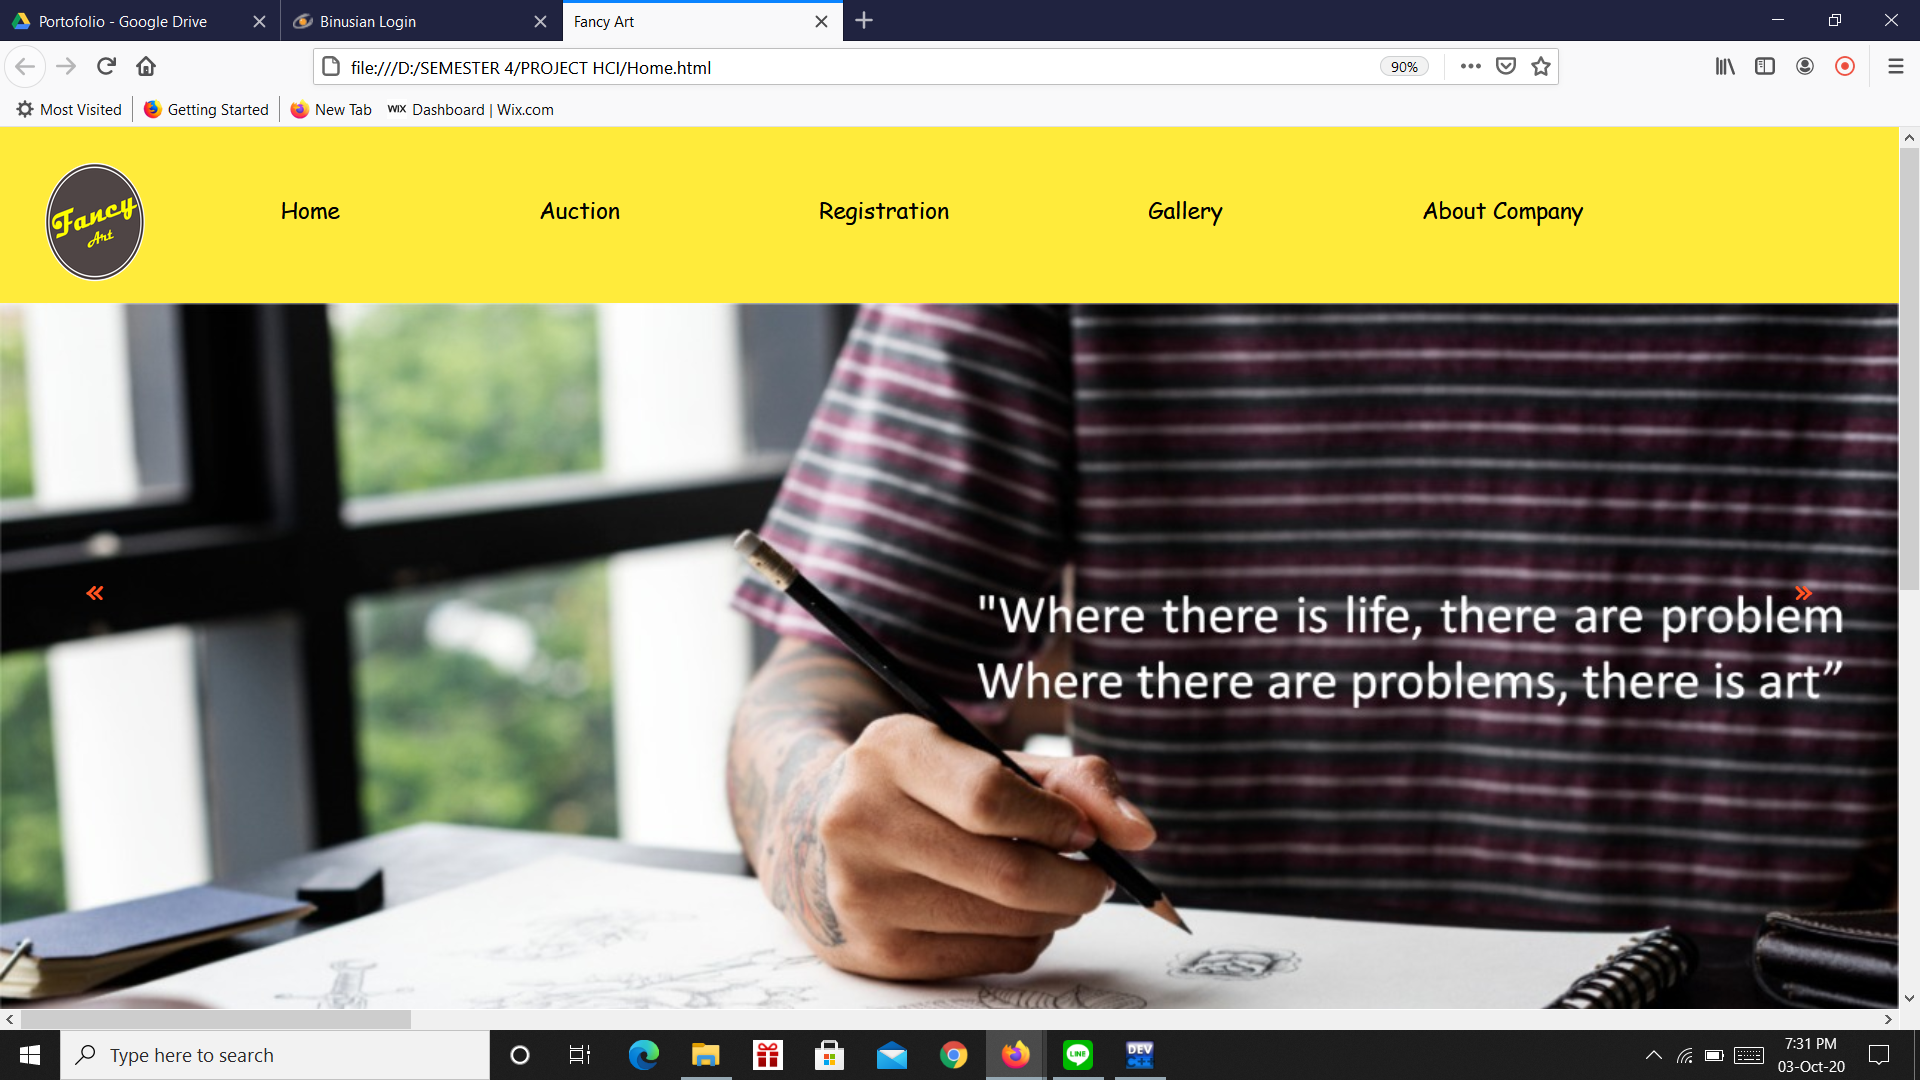 Portofolio - Google Drive
Binusian Login
Fancy Art
file:///D:/SEMESTER 4/PROJECT HCI/Home.html
90%
Most Visited
Getting Started
New Tab
WIX Dashboard | Wix.com
Fancy
Art
Home
Auction
Registration
Gallery
About Company
« »
"Where there is life, there are problem
Where there are problems, there is art”
Type here to search
LINE
DEV
C++
7:31 PM
03-Oct-20